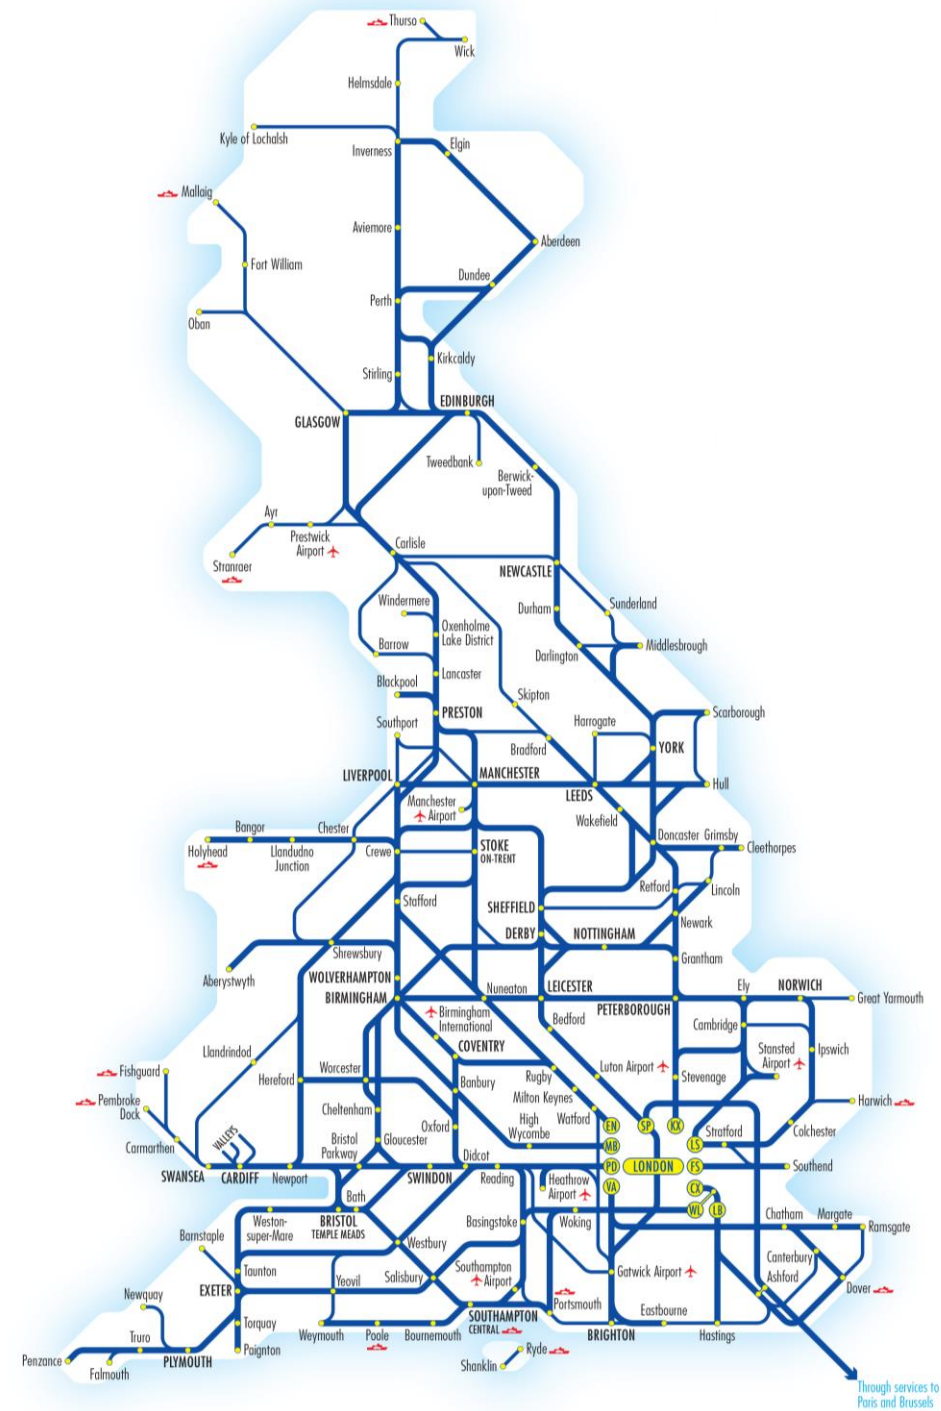 Thurso
Wick
Helmsdale
Kyle of Lochalsh
Inverness
Elgin
Mallaig
Aviemore
Aberdeen
Fort William
Dundee
Perth
Oban
Kirkcaldy
Stirling
EDINBURGH
GLASGOW
Tweedbank
Berwick-
upon-Tweed
Ayr
Prestwick
Airport
Carlisle
Stranraer
NEWCASTLE
Windermere
Durham
Sunderland
Oxenholme
Lake District
Barrow
Darlington
Middlesbrough
Lancaster
Blackpool
Skipton
PRESTON
Scarborough
Southport
Harrogate
Bradford
YORK
LIVERPOOL
MANCHESTER
LEEDS
Hull
Manchester
Airport
Wakefield
Bangor
Chester
Doncaster
Grimsby
Holyhead
Llandudno
Junction
Crewe
STOKE
ON-TRENT
Cleethorpes
Retford
Lincoln
Stafford
SHEFFIELD
Newark
DERBY
NOTTINGHAM
Shrewsbury
Grantham
Aberystwyth
WOLVERHAMPTON
BIRMINGHAM
Nuneaton
LEICESTER
PETERBOROUGH
Ely
NORWICH
Great Yarmouth
Birmingham
International
Bedford
Cambridge
COVENTRY
Stansted
Airport
Ipswich
Llandrindod
Fishguard
Hereford
Worcester
Banbury
Rugby
Luton Airport
Stevenage
Milton Keynes
Pembroke
Dock
Cheltenham
High
Wycombe
Watford
Harwich
Oxford
EN
SP
KX
Colchester
Carmarthen
VALLEYS
Bristol
Parkway
Gloucester
MB
LS
Stratford
SWANSEA
CARDIFF
Newport
SWINDON
Didcot
Reading
PD
LONDON
FS
Southend
Heathrow
Airport
VA
CX
Bath
WL
LB
Weston-
super-Mare
BRISTOL
TEMPLE MEADS
Basingstoke
Woking
Chatham
Margate
Ramsgate
Barnstaple
Westbury
Canterbury
Taunton
Southampton
Airport
Gatwick Airport
Ashford
EXETER
Yeovil
Salisbury
Dover
Newquay
Portsmouth
Torquay
SOUTHAMPTON
CENTRAL
Eastbourne
Truro
Weymouth
Poole
Bournemouth
BRIGHTON
Hastings
Penzance
Falmouth
PLYMOUTH
Paignton
Ryde
Shanklin
Through services to
Paris and Brussels